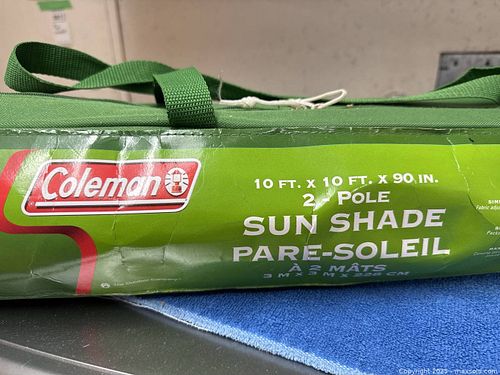 Coleman
10 FT. X 10 FT. X 90 IN.
2 - POLE
SUN SHADE
PARE-SOLEIL
À 2 MÂTS
3 M X 3 M X 228 CM
Copyright 2025 - maxsold.com